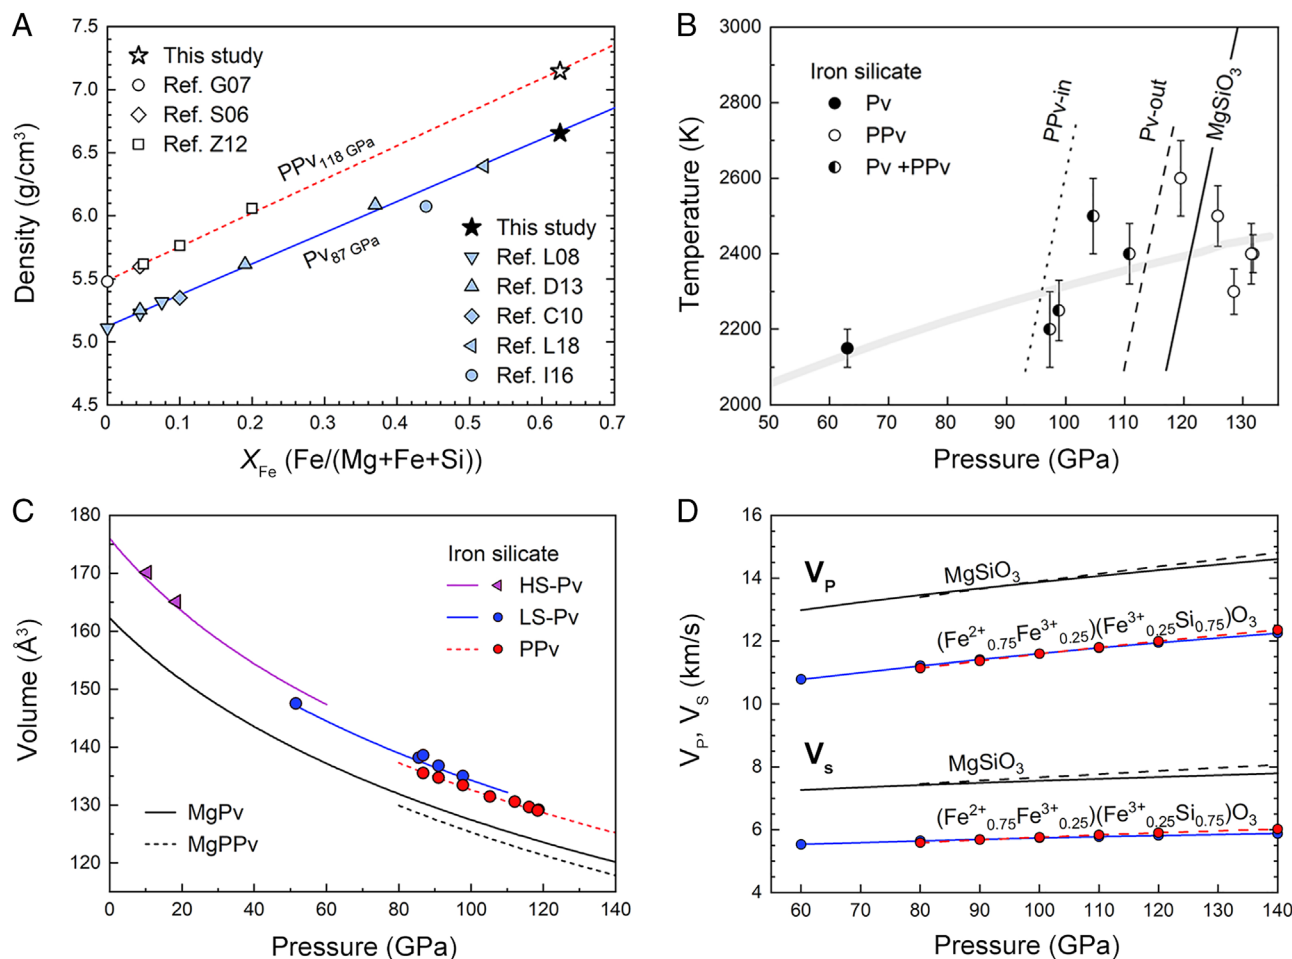 A
7.5
7.0
6.5
6.0
5.5
5.0
4.5
Density (g/cm³)
This study
Ref. G07
Ref. S06
Ref. Z12
PPv118 GPa
Pv87 GPa
This study
Ref. L08
Ref. D13
Ref. C10
Ref. L18
Ref. I16
0 0.1 0.2 0.3 0.4 0.5 0.6 0.7
XFe (Fe/(Mg+Fe+Si))
B
3000
2800
2600
2400
2200
2000
Temperature (K)
Iron silicate
Pv
PPv
Pv +PPv
PPv-in
Pv-out
MgSiO₃
50 60 70 80 90 100 110 120 130
Pressure (GPa)
C
180
170
160
150
140
130
120
Volume (Å³)
Iron silicate
HS-Pv
LS-Pv
PPv
MgPv
MgPPv
0 20 40 60 80 100 120 140
Pressure (GPa)
D
16
14
12
10
8
6
4
VP, VS (km/s)
VP
MgSiO₃
(Fe²⁺0.75Fe³⁺0.25)(Fe³⁺0.25Si0.75)O₃
Vs
MgSiO₃
(Fe²⁺0.75Fe³⁺0.25)(Fe³⁺0.25Si0.75)O₃
60 70 80 90 100 110 120 130 140
Pressure (GPa)